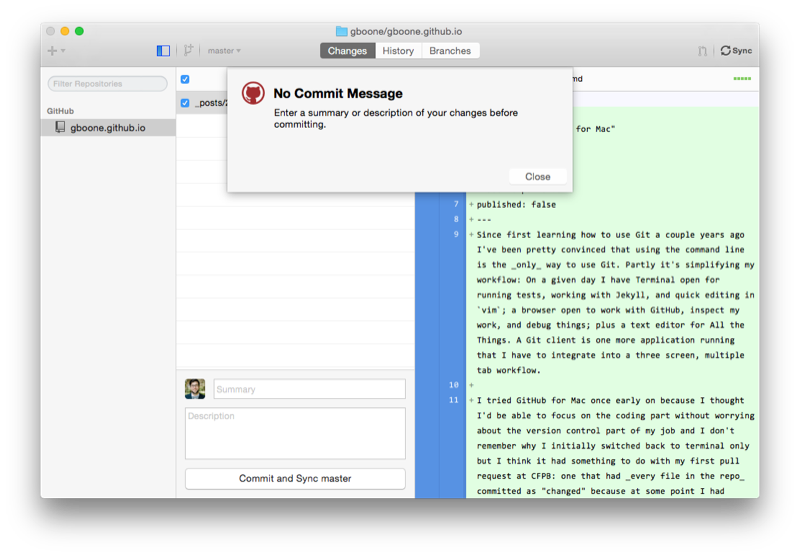 gboone/gboone.github.io
master
Changes
History
Branches
Sync
Filter Repositories
GitHub
gboone.github.io
_posts/2
No Commit Message
Enter a summary or description of your changes before
committing.
Close
md
for Mac"
7 + published: false
8 + ---
9 + Since first learning how to use Git a couple years ago
I've been pretty convinced that using the command line
is the _only_ way to use Git. Partly it's simplifying my
workflow: On a given day I have Terminal open for
running tests, working with Jekyll, and quick editing in
`vim`; a browser open to work with GitHub, inspect my
work, and debug things; plus a text editor for All the
Things. A Git client is one more application running
that I have to integrate into a three screen, multiple
tab workflow.
10 +
11 + I tried GitHub for Mac once early on because I thought
I'd be able to focus on the coding part without worrying
about the version control part of my job and I don't
remember why I initially switched back to terminal only
but I think it had something to do with my first pull
request at CFPB: one that had _every file in the repo_
committed as "changed" because at some point I had
Summary
Description
Commit and Sync master